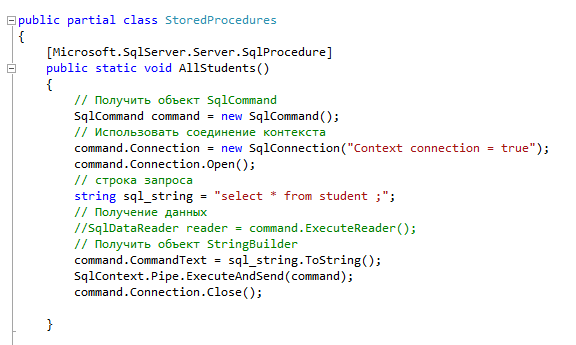 public partial class StoredProcedures
{
[Microsoft.SqlServer.Server.SqlProcedure]
public static void AllStudents()
{
// Получить объект SqlCommand
SqlCommand command = new SqlCommand();
// Использовать соединение контекста
command.Connection = new SqlConnection("Context connection = true");
command.Connection.Open();
// строка запроса
string sql_string = "select * from student ;";
// Получение данных
//SqlDataReader reader = command.ExecuteReader();
// Получить объект StringBuilder
command.CommandText = sql_string.ToString();
SqlContext.Pipe.ExecuteAndSend(command);
command.Connection.Close();
}